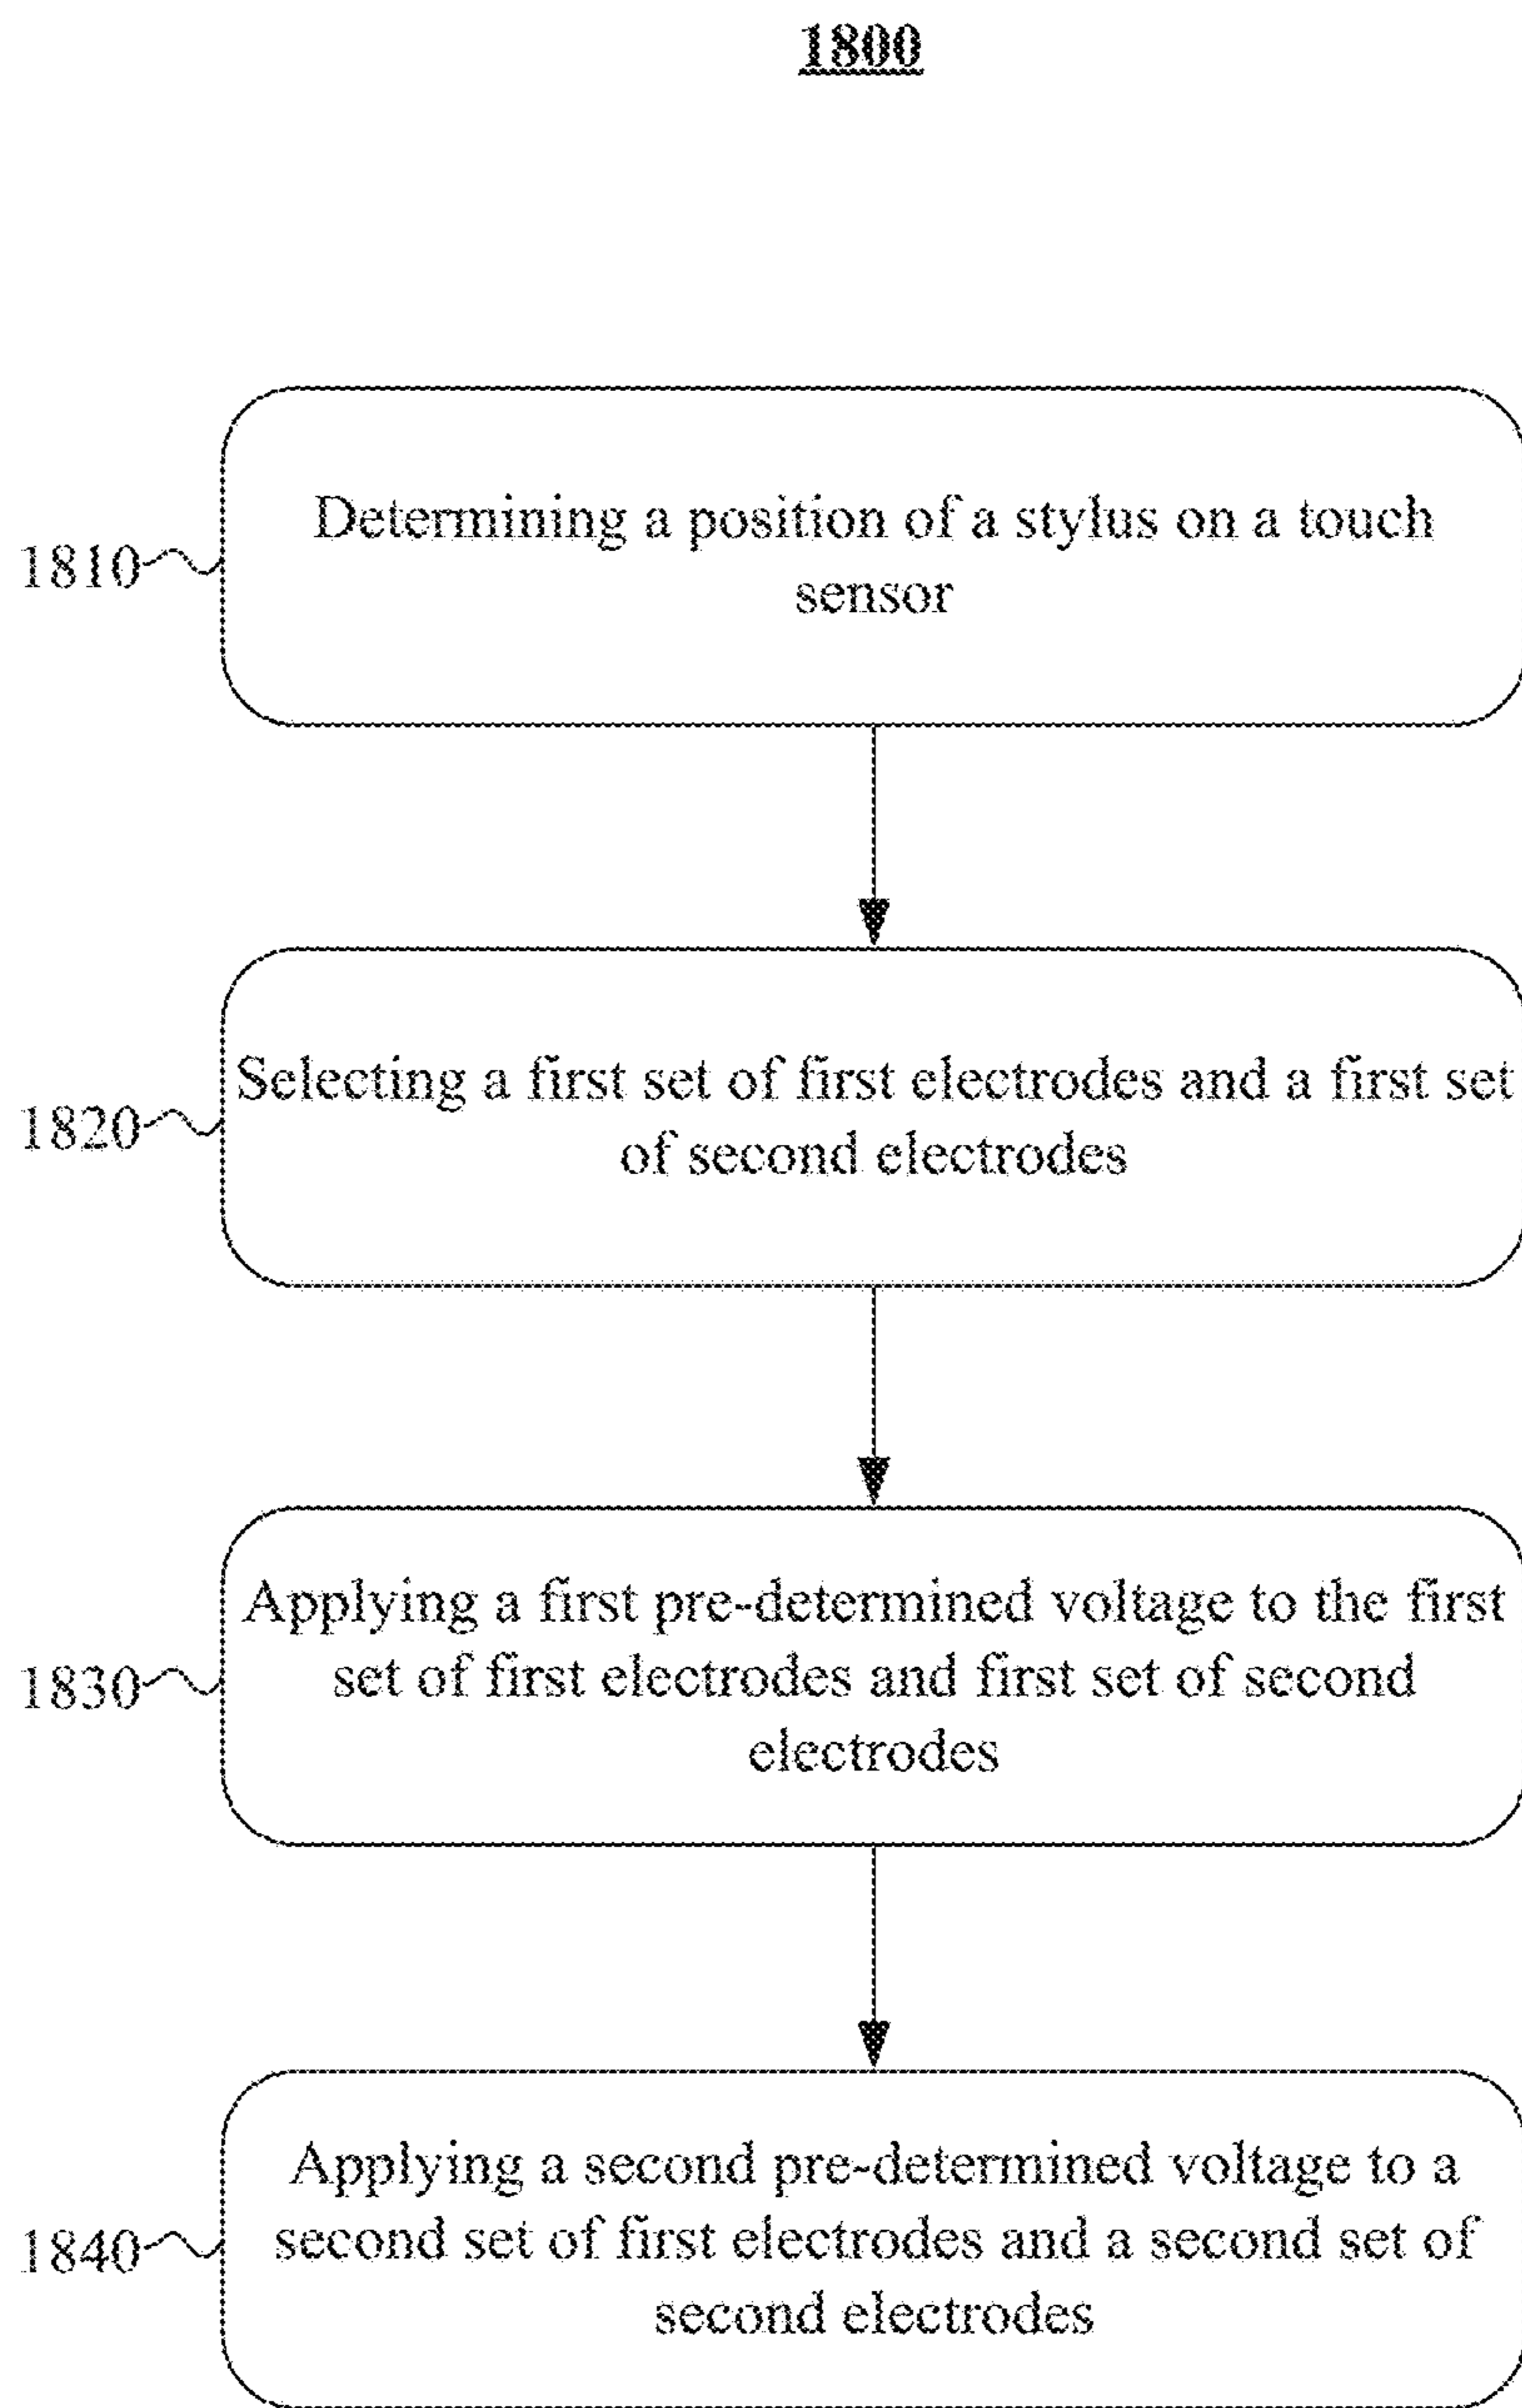 1800
Determining a position of a stylus on a touch
sensor
1810
Selecting a first set of first electrodes and a first set
of second electrodes
1820
Applying a first pre-determined voltage to the first
set of first electrodes and first set of second
electrodes
1830
Applying a second pre-determined voltage to a
second set of first electrodes and a second set of
second electrodes
1840